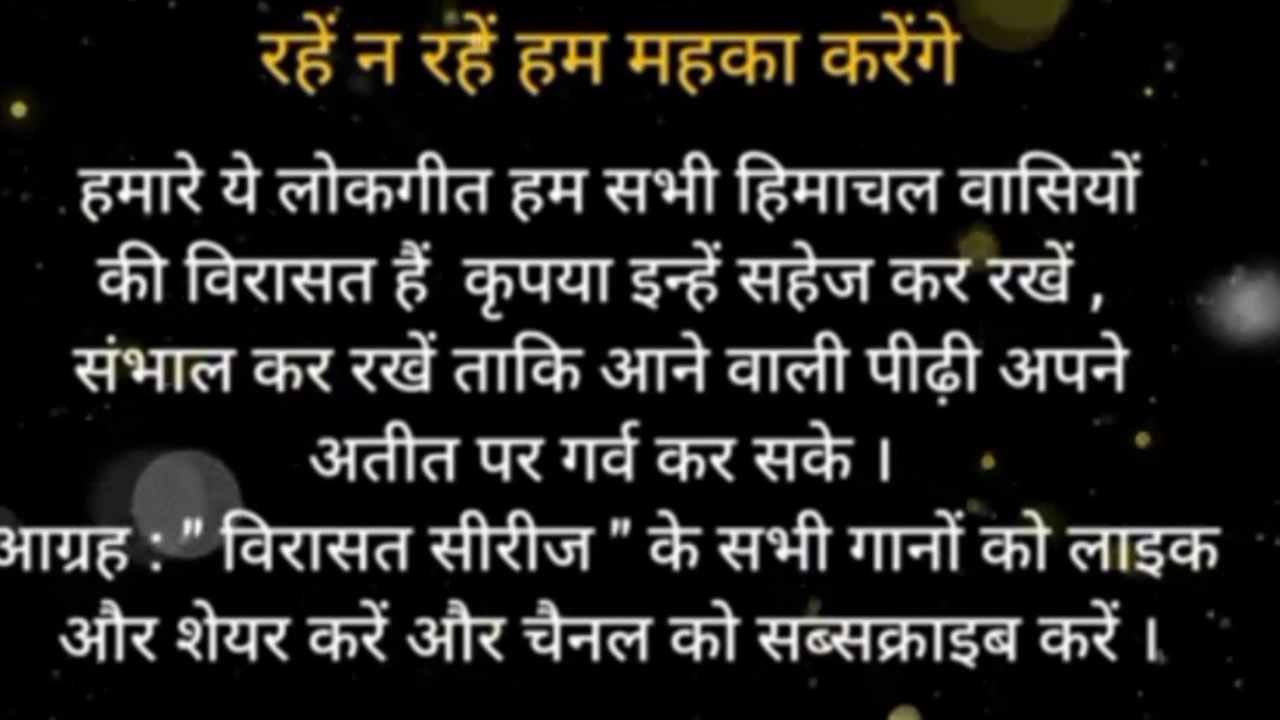 रहें न रहें हम महका करेंगे
हमारे ये लोकगीत हम सभी हिमाचल वासियों
की विरासत हैं कृपया इन्हें सहेज कर रखें ,
संभाल कर रखें ताकि आने वाली पीढ़ी अपने
अतीत पर गर्व कर सके ।
आग्रह : " विरासत सीरीज " के सभी गानों को लाइक
और शेयर करें और चैनल को सब्सक्राइब करें ।